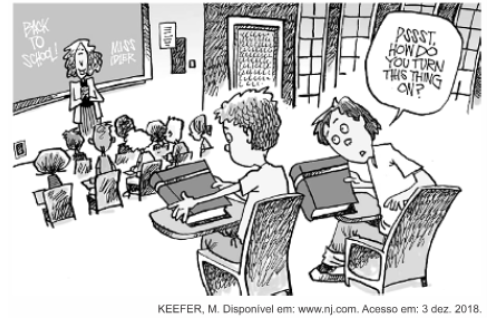 BACK
TO
SCHOOL!
MISS
PSSST,
HOW DO
YOU TURN
THIS THING
ON?
KEEFER, M. Disponível em: www.nj.com. Acesso em: 3 dez. 2018.